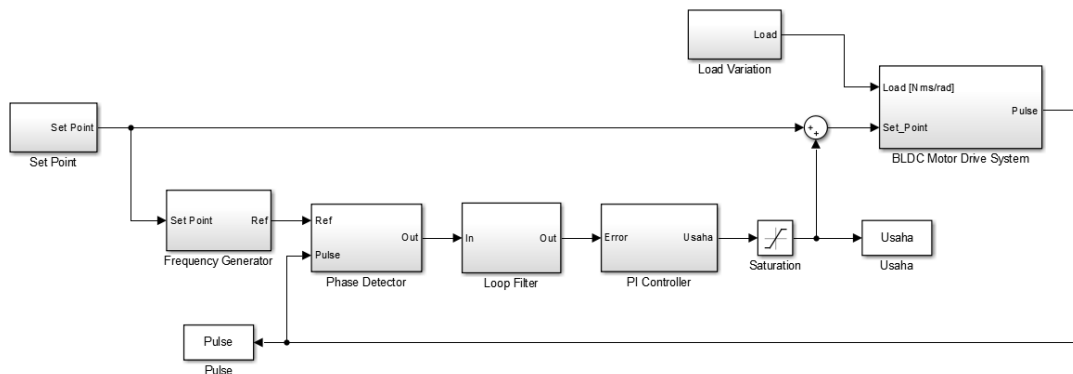 Load
Load Variation
Load [N ms/rad]
Pulse
Set_Point
BLDC Motor Drive System
Set Point
Set Point
Set Point
Ref
Frequency Generator
Ref
Out
Pulse
Phase Detector
In
Out
Loop Filter
Error
Usaha
PI Controller
Saturation
Usaha
Usaha
Pulse
Pulse